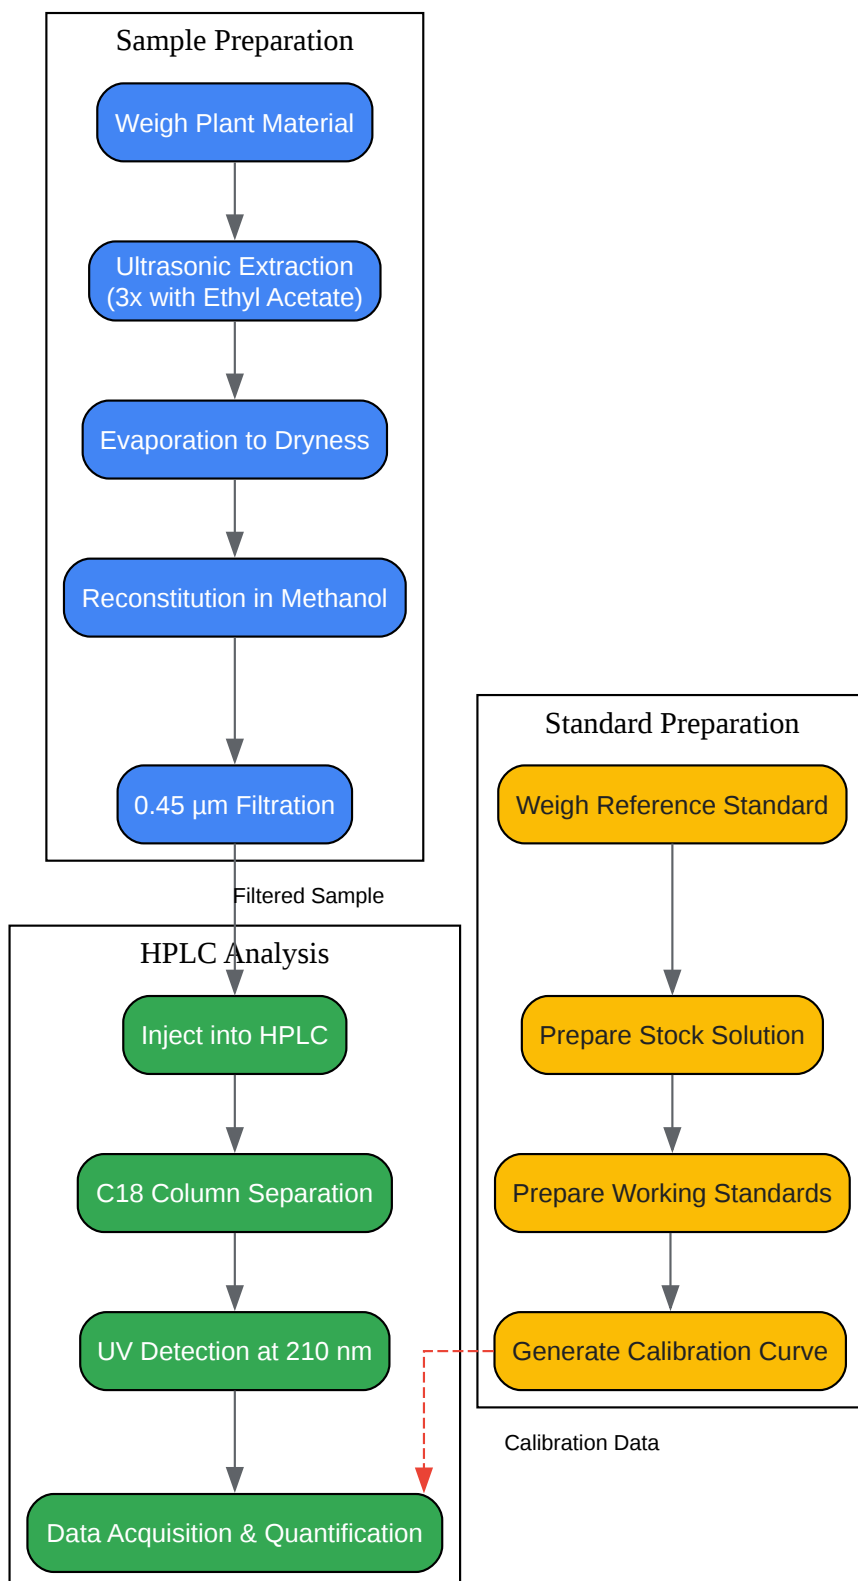 Sample Preparation
Weigh Plant Material
Ultrasonic Extraction
(3x with Ethyl Acetate)
Evaporation to Dryness
Reconstitution in Methanol
0.45 µm Filtration
Filtered Sample
HPLC Analysis
Inject into HPLC
C18 Column Separation
UV Detection at 210 nm
Data Acquisition & Quantification
Standard Preparation
Weigh Reference Standard
Prepare Stock Solution
Prepare Working Standards
Generate Calibration Curve
Calibration Data